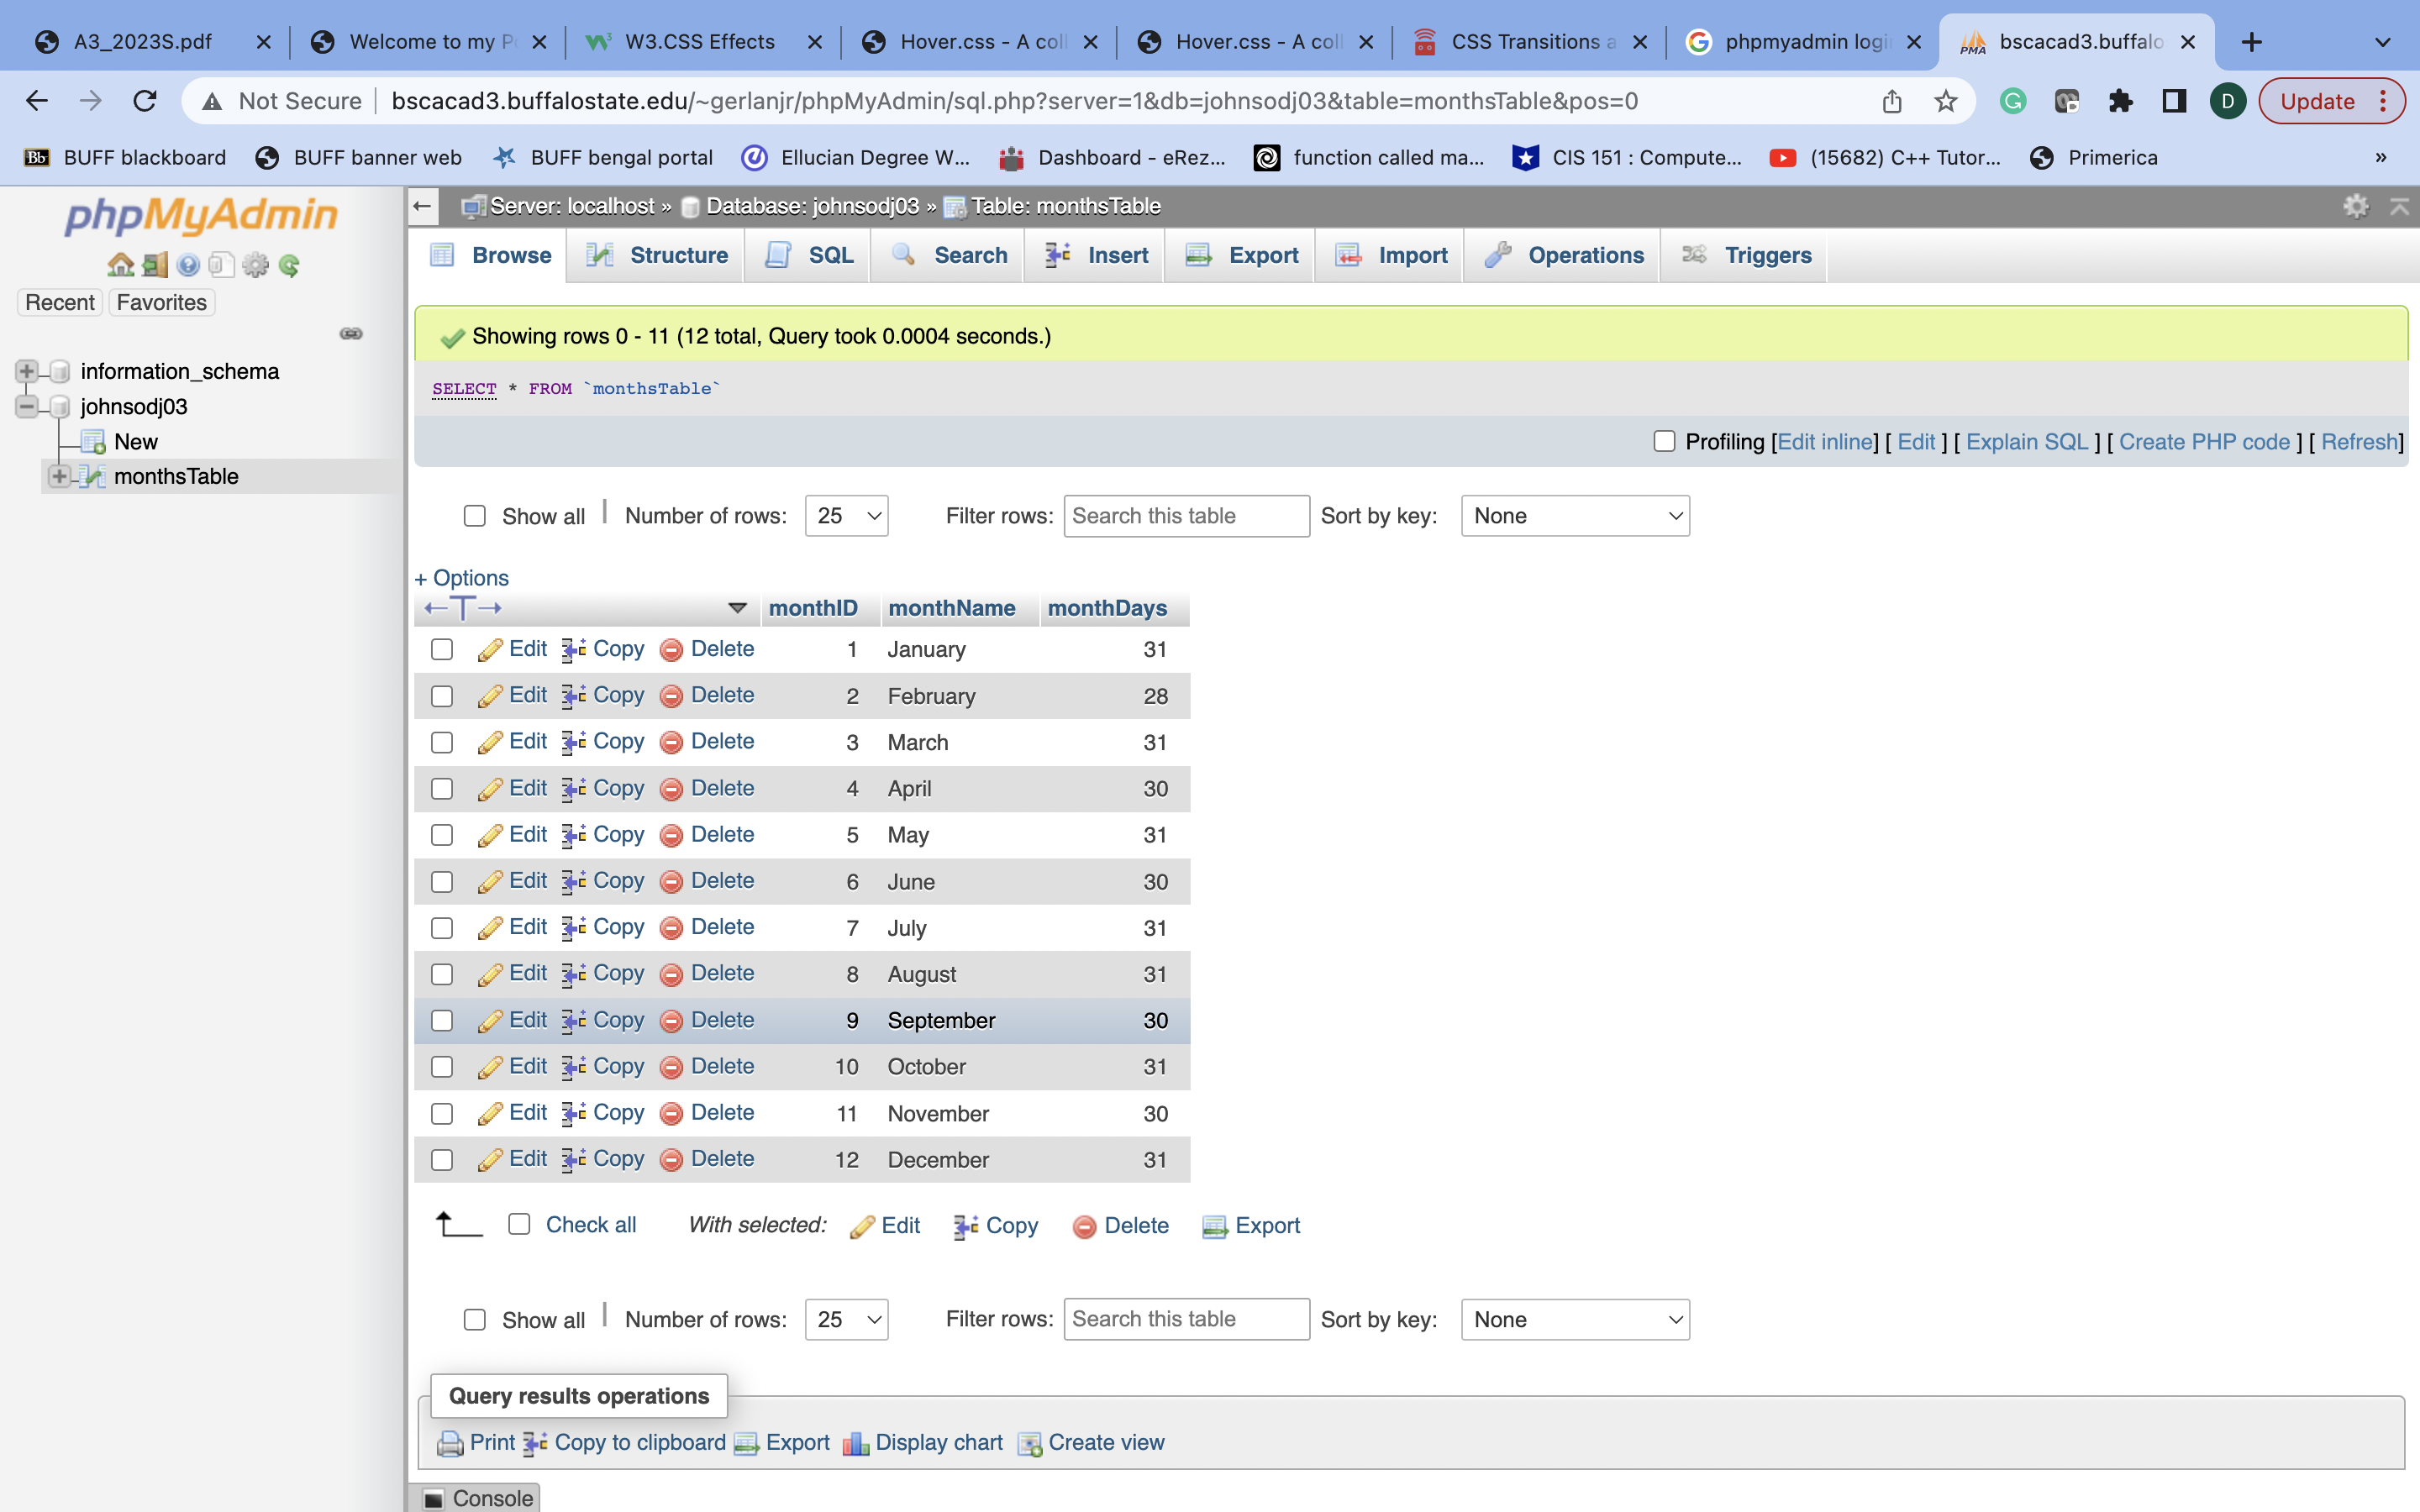 A3_2023S.pdf
Welcome to my P
W3.CSS Effects
Hover.css - A coll
Hover.css - A coll
CSS Transitions a
phpmyadmin logi
PMA bscacad3.buffalo
Not Secure bscacad3.buffalostate.edu/~gerlanjr/phpMyAdmin/sql.php?server=1&db=johnsodj03&table=monthsTable&pos=0
D Update
Bb BUFF blackboard BUFF banner web BUFF bengal portal Ellucian Degree W... Dashboard - eRez... function called ma... CIS 151 : Compute... (15682) C++ Tutor... Primerica »
phpMyAdmin
Recent Favorites
information_schema
johnsodj03
New
monthsTable
Server: localhost » Database: johnsodj03 » Table: monthsTable
Browse Structure SQL Search Insert Export Import Operations Triggers
Showing rows 0 - 11 (12 total, Query took 0.0004 seconds.)
SELECT * FROM `monthsTable`
Profiling [Edit inline] [ Edit ] [ Explain SQL ] [ Create PHP code ] [ Refresh]
Show all | Number of rows: 25 Filter rows: Search this table Sort by key: None
+ Options
←T→ monthID monthName monthDays
Edit Copy Delete 1 January 31
Edit Copy Delete 2 February 28
Edit Copy Delete 3 March 31
Edit Copy Delete 4 April 30
Edit Copy Delete 5 May 31
Edit Copy Delete 6 June 30
Edit Copy Delete 7 July 31
Edit Copy Delete 8 August 31
Edit Copy Delete 9 September 30
Edit Copy Delete 10 October 31
Edit Copy Delete 11 November 30
Edit Copy Delete 12 December 31
Check all With selected: Edit Copy Delete Export
Show all | Number of rows: 25 Filter rows: Search this table Sort by key: None
Query results operations
Print Copy to clipboard Export Display chart Create view
Console